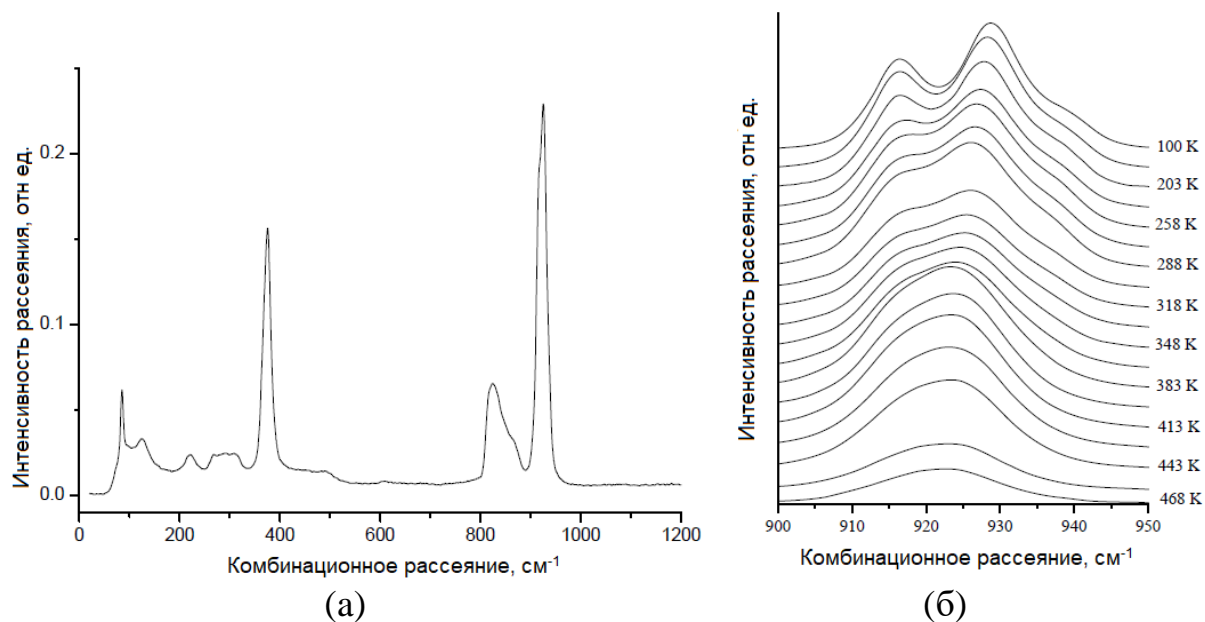 Интенсивность рассеяния, отн ед.
0.2
0.1
0.0
0 200 400 600 800 1000 1200
Комбинационное рассеяние, см-1
(а)
Интенсивность рассеяния, отн ед.
100 K
203 K
258 K
288 K
318 K
348 K
383 K
413 K
443 K
468 K
900 910 920 930 940 950
Комбинационное рассеяние, см-1
(б)